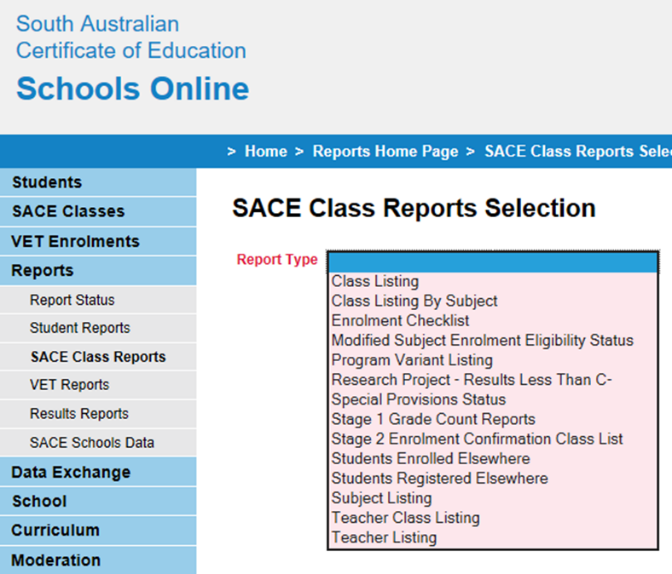 South Australian
Certificate of Education
Schools Online
> Home > Reports Home Page > SACE Class Reports
Students
SACE Classes
VET Enrolments
Reports
Report Status
Student Reports
SACE Class Reports
VET Reports
Results Reports
SACE Schools Data
Data Exchange
School
Curriculum
Moderation
SACE Class Reports Selection
Report Type
Class Listing
Class Listing By Subject
Enrolment Checklist
Modified Subject Enrolment Eligibility Status
Program Variant Listing
Research Project - Results Less Than C-
Special Provisions Status
Stage 1 Grade Count Reports
Stage 2 Enrolment Confirmation Class List
Students Enrolled Elsewhere
Students Registered Elsewhere
Subject Listing
Teacher Class Listing
Teacher Listing